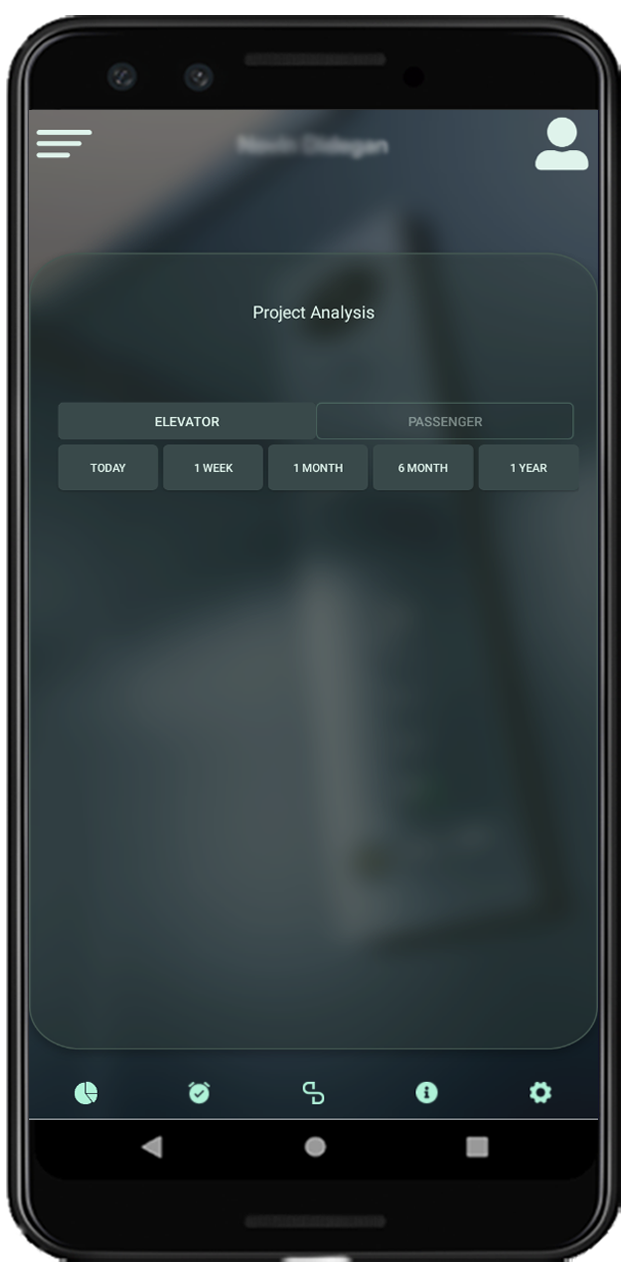 Project Analysis
ELEVATOR PASSENGER
TODAY 1 WEEK 1 MONTH 6 MONTH 1 YEAR